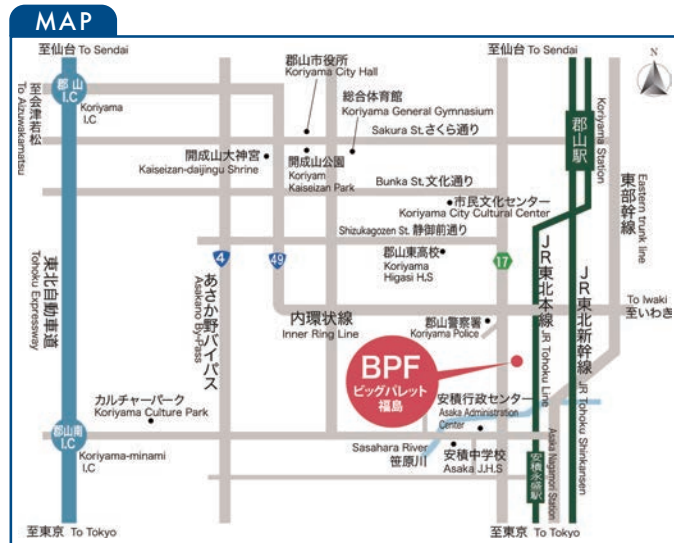 MAP
至仙台 To Sendai
至仙台 To Sendai
N
郡山
I.C
Koriyama
I.C
至会津若松
To Aizuwakamatsu
郡山市役所
Koriyama City Hall
総合体育館
Koriyama General Gymnasium
Sakura St. さくら通り
郡山駅
Koriyama Station
開成山大神宮
Kaiseizan-daijingu Shrine
開成山公園
Koriyam
Kaiseizan Park
Bunka St. 文化通り
東部幹線
Eastern trunk line
市民文化センター
Koriyama City Cultural Center
Shizukagozen St. 静御前通り
東北自動車道
Tohoku Expressway
4
49
17
郡山東高校
Koriyama
Higasi H.S
あさか野バイパス
Asakano By-Pass
JR東北本線
JR Tohoku Line
JR東北新幹線
JR Tohoku Shinkansen
To Iwaki
至いわき
内環状線
Inner Ring Line
郡山警察署
Koriyama Police
BPF
ビッグパレット
福島
カルチャーパーク
Koriyama Culture Park
安積行政センター
Asaka Administration
Center
郡山南
I.C
Koriyama-minami
I.C
Sasahara River
笹原川
安積中学校
Asaka J.H.S
安積永盛駅
Asaka Nagamori Station
至東京 To Tokyo
至東京 To Tokyo